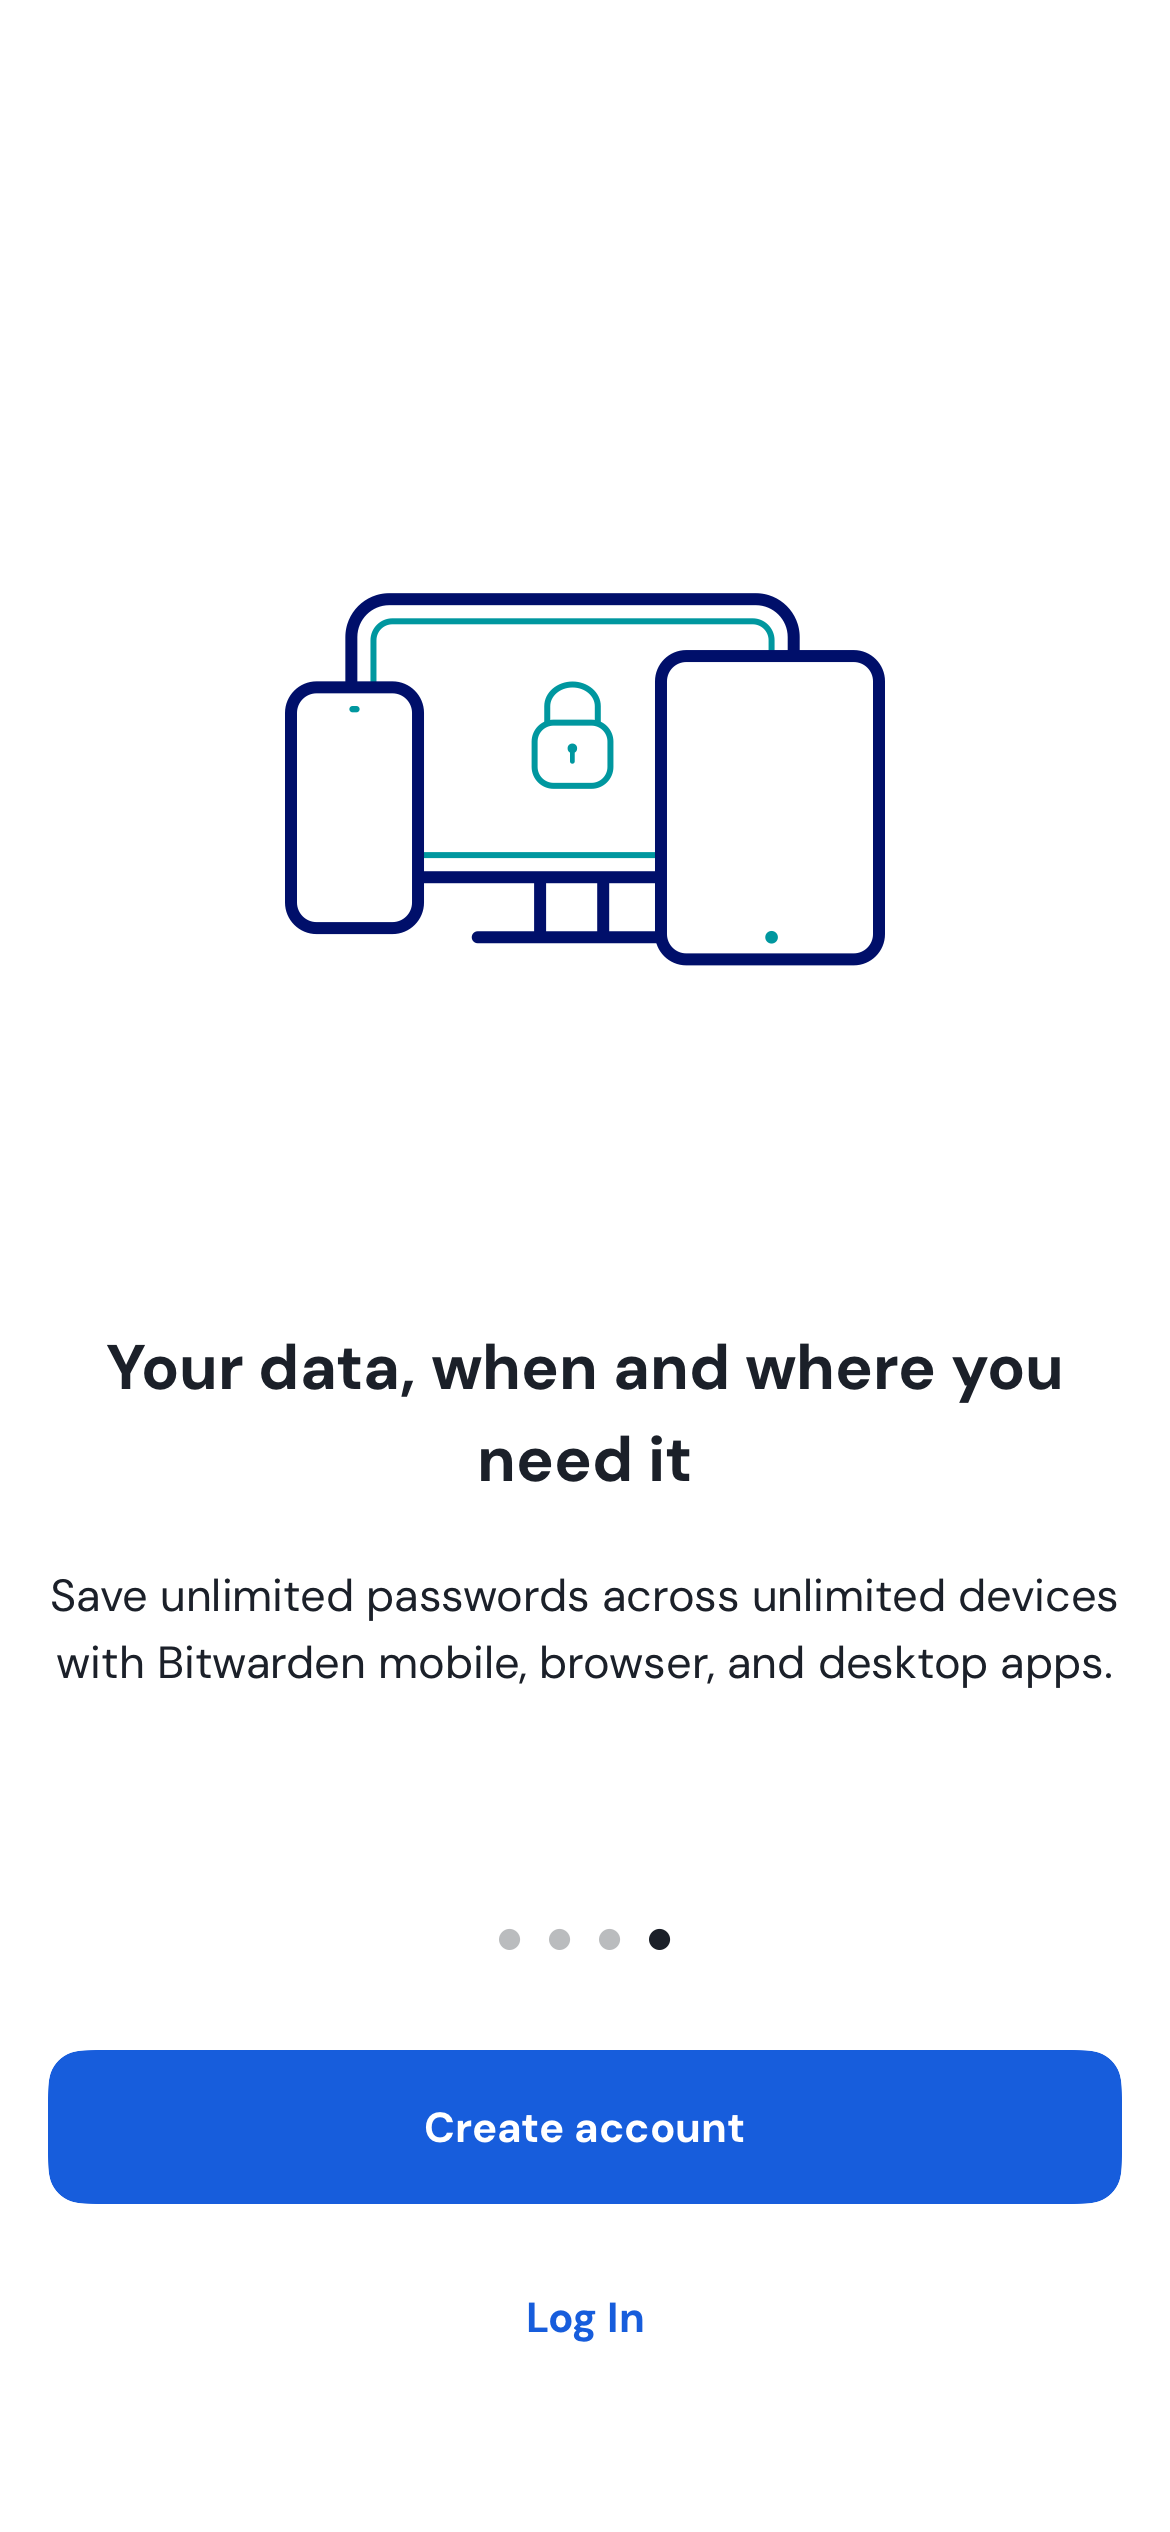 Your data, when and where you
need it
Save unlimited passwords across unlimited devices
with Bitwarden mobile, browser, and desktop apps.
Create account
Log In